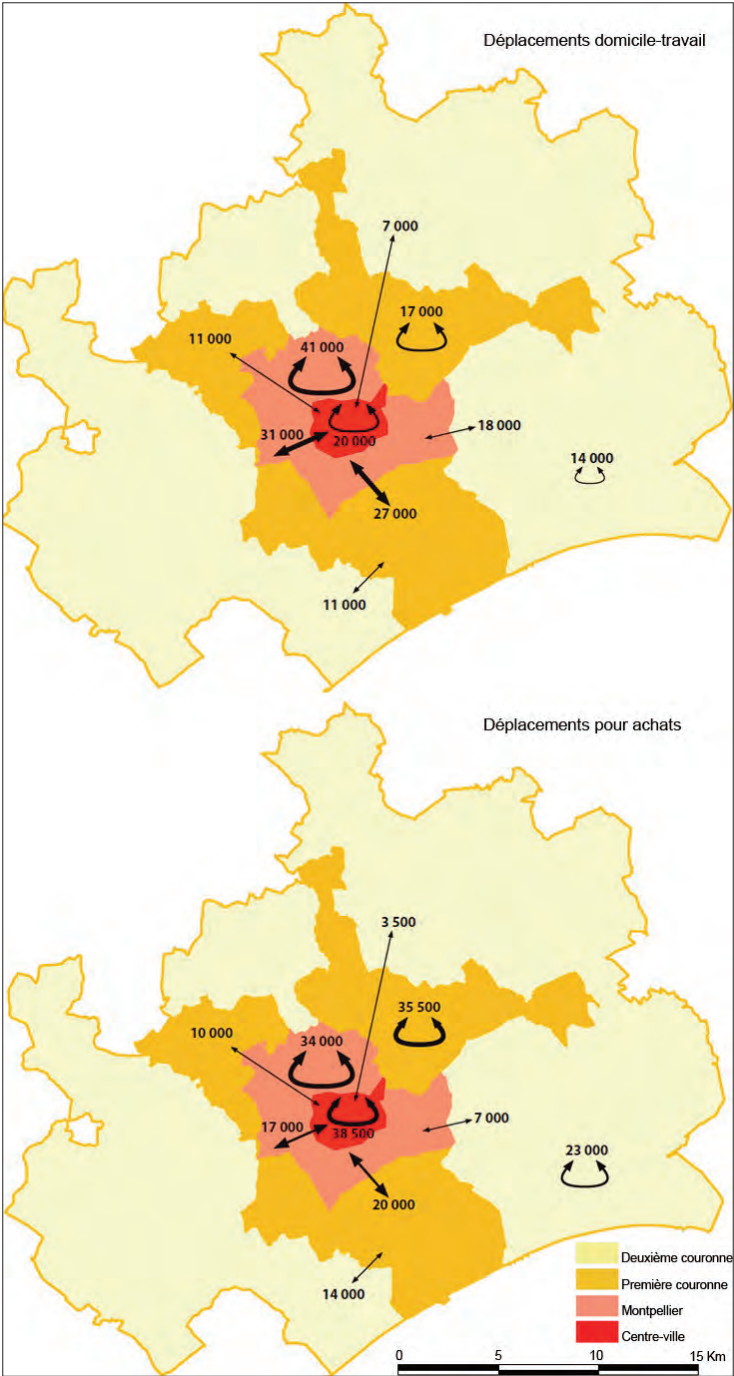 Déplacements domicile-travail
7 000
17 000
11 000
41 000
31 000
20 000
18 000
14 000
27 000
11 000
Déplacements pour achats
3 500
35 500
10 000
34 000
17 000
38 500
7 000
23 000
20 000
14 000
Deuxième couronne
Première couronne
Montpellier
Centre-ville
0 5 10 15 Km